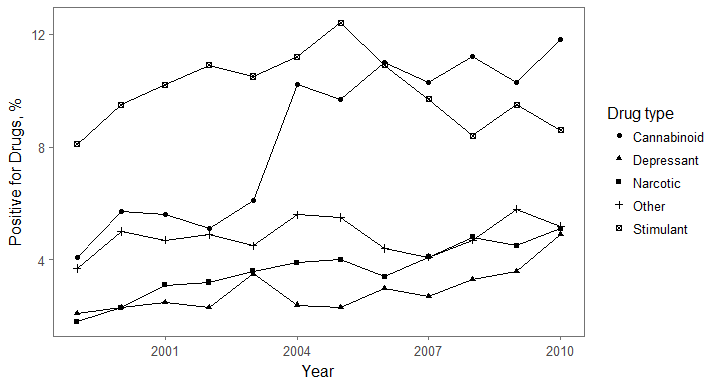 12
8
4
Positive for Drugs, %
2001
2004
2007
2010
Year
Drug type
Cannabinoid
Depressant
Narcotic
Other
Stimulant